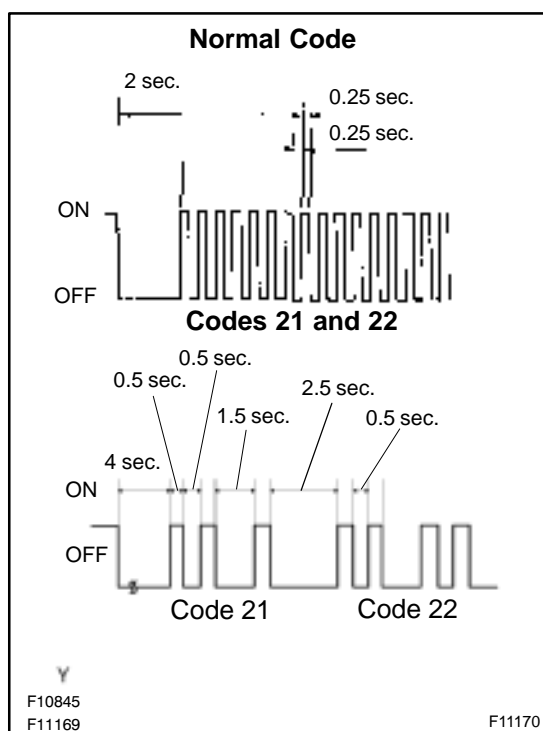 Normal Code
2 sec.
0.25 sec.
0.25 sec.
ON
OFF
Codes 21 and 22
0.5 sec.
0.5 sec.
2.5 sec.
1.5 sec.
0.5 sec.
4 sec.
ON
OFF
Code 21
Code 22
Y
F10845
F11169
F11170